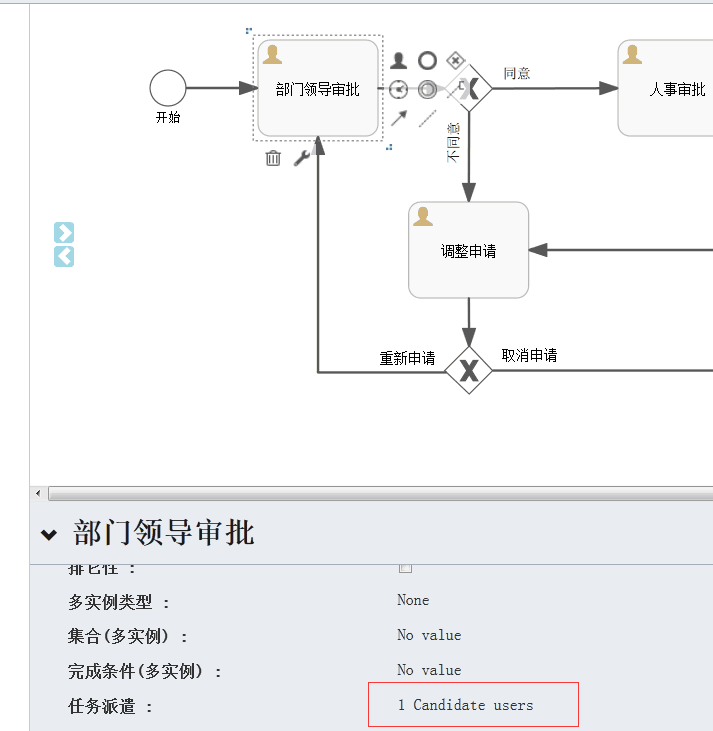 部门领导审批
同意
人事审批
开始
不同意
调整申请
重新申请
取消申请
部门领导审批
排它性 :
多实例类型 :
None
集合(多实例) :
No value
完成条件(多实例) :
No value
任务派遣 :
1 Candidate users